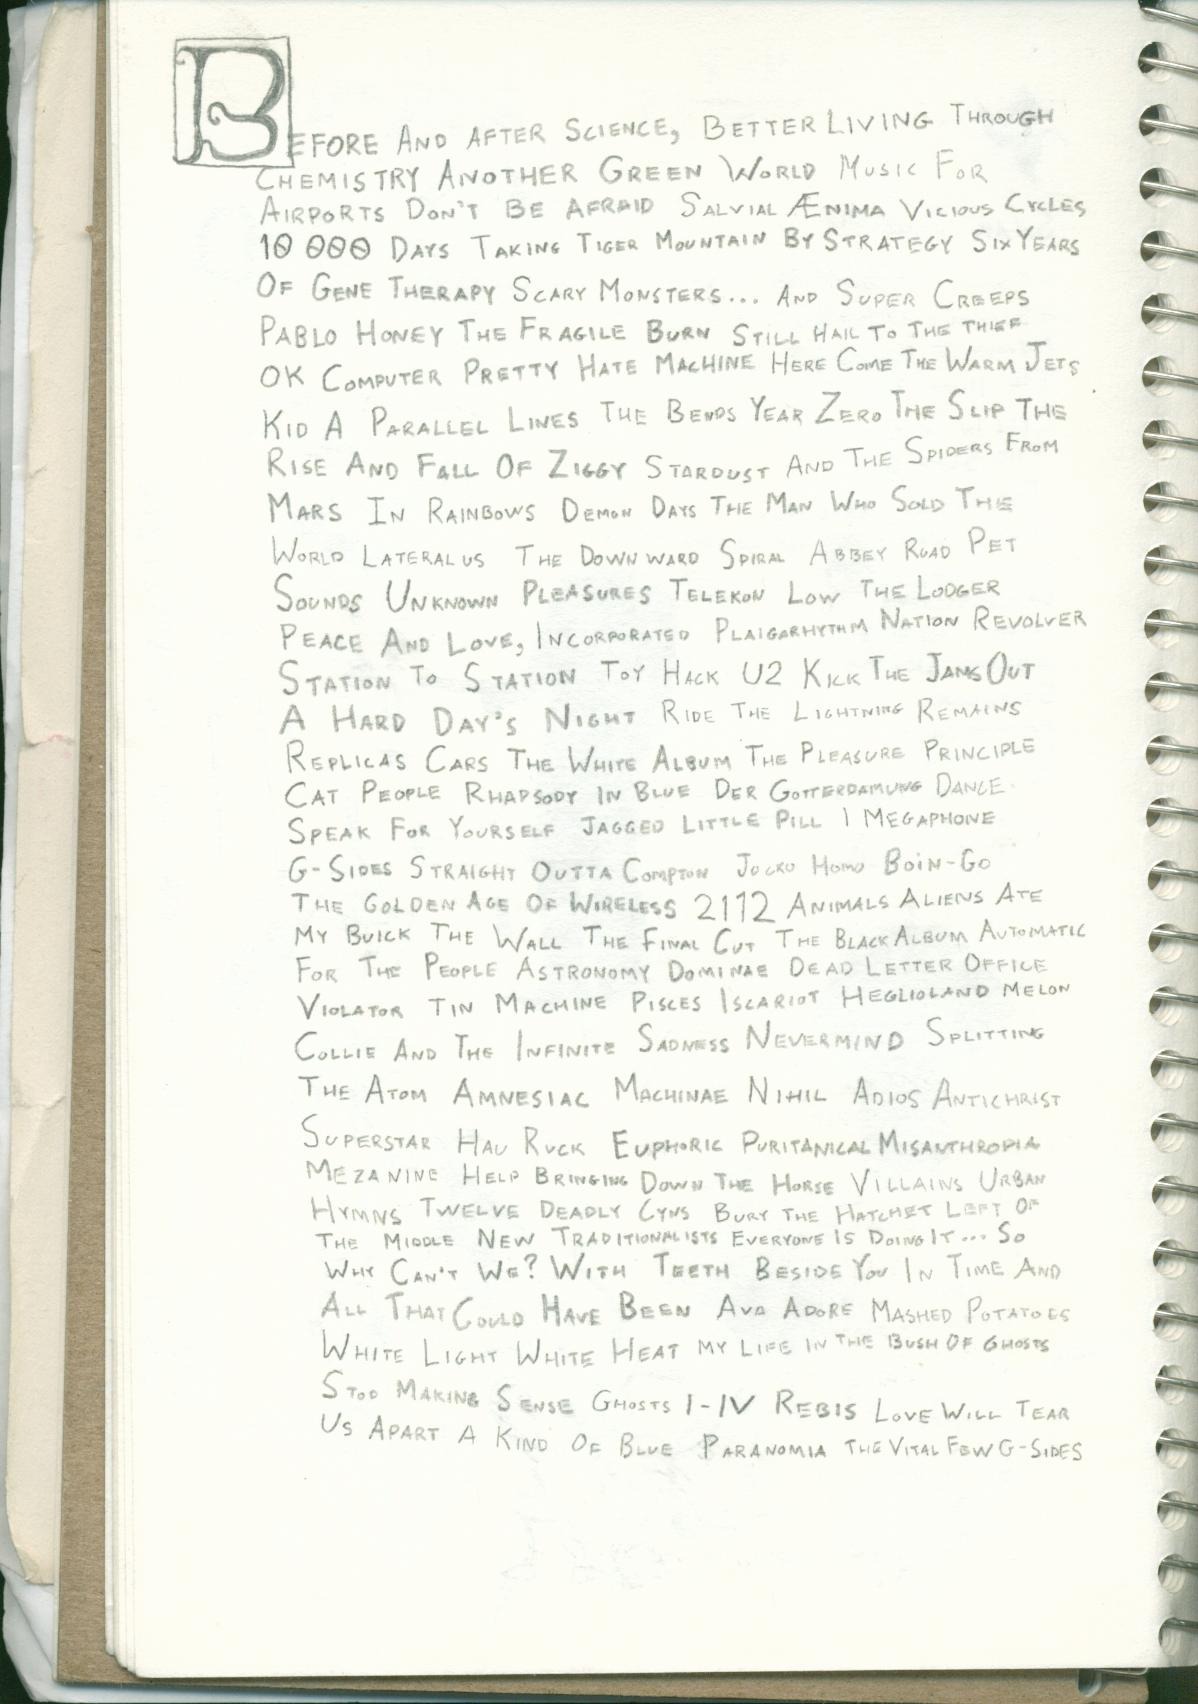 BEFORE AND AFTER SCIENCE, BETTER LIVING THROUGH
CHEMISTRY ANOTHER GREEN WORLD MUSIC FOR
AIRPORTS DON'T BE AFRAID SALVIAL ÆNIMA VICIOUS CYCLES
10 000 DAYS TAKING TIGER MOUNTAIN BY STRATEGY SIX YEARS
OF GENE THERAPY SCARY MONSTERS... AND SUPER CREEPS
PABLO HONEY THE FRAGILE BURN STILL HAIL TO THE THIEF
OK COMPUTER PRETTY HATE MACHINE HERE COME THE WARM JETS
KID A PARALLEL LINES THE BENDS YEAR ZERO THE SLIP THE
RISE AND FALL OF ZIGGY STARDUST AND THE SPIDERS FROM
MARS IN RAINBOWS DEMON DAYS THE MAN WHO SOLD THE
WORLD LATERALUS THE DOWNWARD SPIRAL ABBEY ROAD PET
SOUNDS UNKNOWN PLEASURES TELEKON LOW THE LODGER
PEACE AND LOVE, INCORPORATED PLAIGARHYTHM NATION REVOLVER
STATION TO STATION TOY HACK U2 KICK THE JAMS OUT
A HARD DAY'S NIGHT RIDE THE LIGHTNING REMAINS
REPLICAS CARS THE WHITE ALBUM THE PLEASURE PRINCIPLE
CAT PEOPLE RHAPSODY IN BLUE DER GOTTERDAMUNG DANCE
SPEAK FOR YOURSELF JAGGED LITTLE PILL I MEGAPHONE
G-SIDES STRAIGHT OUTTA COMPTON JOCKO HOMO BOIN-GO
THE GOLDEN AGE OF WIRELESS 2112 ANIMALS ALIENS ATE
MY BUICK THE WALL THE FINAL CUT THE BLACK ALBUM AUTOMATIC
FOR THE PEOPLE ASTRONOMY DOMINAE DEAD LETTER OFFICE
VIOLATOR TIN MACHINE PISCES ISCARIOT HEGLIOLAND MELON
COLLIE AND THE INFINITE SADNESS NEVERMIND SPLITTING
THE ATOM AMNESIAC MACHINAE NIHIL ADIOS ANTICHRIST
SUPERSTAR HAU RUCK EUPHORIC PURITANICAL MISANTHROPIA
MEZANINE HELP BRINGING DOWN THE HORSE VILLAINS URBAN
HYMNS TWELVE DEADLY CYNS BURY THE HATCHET LEFT OF
THE MIDDLE NEW TRADITIONALISTS EVERYONE IS DOING IT... SO
WHY CAN'T WE? WITH TEETH BESIDE YOU IN TIME AND
ALL THAT COULD HAVE BEEN AVA ADORE MASHED POTATOES
WHITE LIGHT WHITE HEAT MY LIFE IN THE BUSH OF GHOSTS
STOP MAKING SENSE GHOSTS I-IV REBIS LOVE WILL TEAR
US APART A KIND OF BLUE PARANOMIA THE VITAL FEW G-SIDES